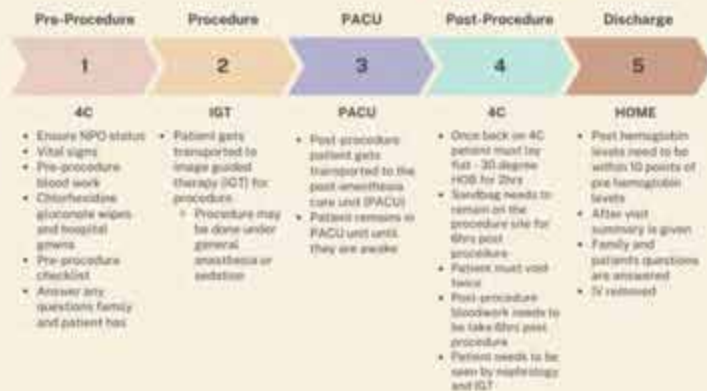 Pre-Procedure
Procedure
PACU
Post-Procedure
Discharge
1
2
3
4
5
4C
• Ensure NPO status
• Vital signs
• Pre-procedure
blood work
• Chlorhexidine
gluconate wipes
and hospital
gowns
• Pre-procedure
checklist
• Answer any
questions family
and patient has
IGT
• Patient gets
transported to
image guided
therapy (IGT) for
procedure
◦ Procedure may
be done under
general
anesthesia or
sedation
PACU
• Post-procedure
patient gets
transported to the
post-anesthesia
care unit (PACU)
• Patient remains in
PACU unit until
they are awake
4C
• Once back on 4C
patient must lay
flat - 30 degree
HOB for 2hrs
• Sandbag needs to
remain on the
procedure site for
6hrs post
procedure
• Patient must void
twice
• Post-procedure
bloodwork needs to
be take 6hrs post
procedure
• Patient needs to be
seen by nephrology
and IGT
HOME
• Post hemoglobin
levels need to be
within 10 points of
pre hemoglobin
levels
• After visit
summary is given
• Family and
patients questions
are answered
• IV removed